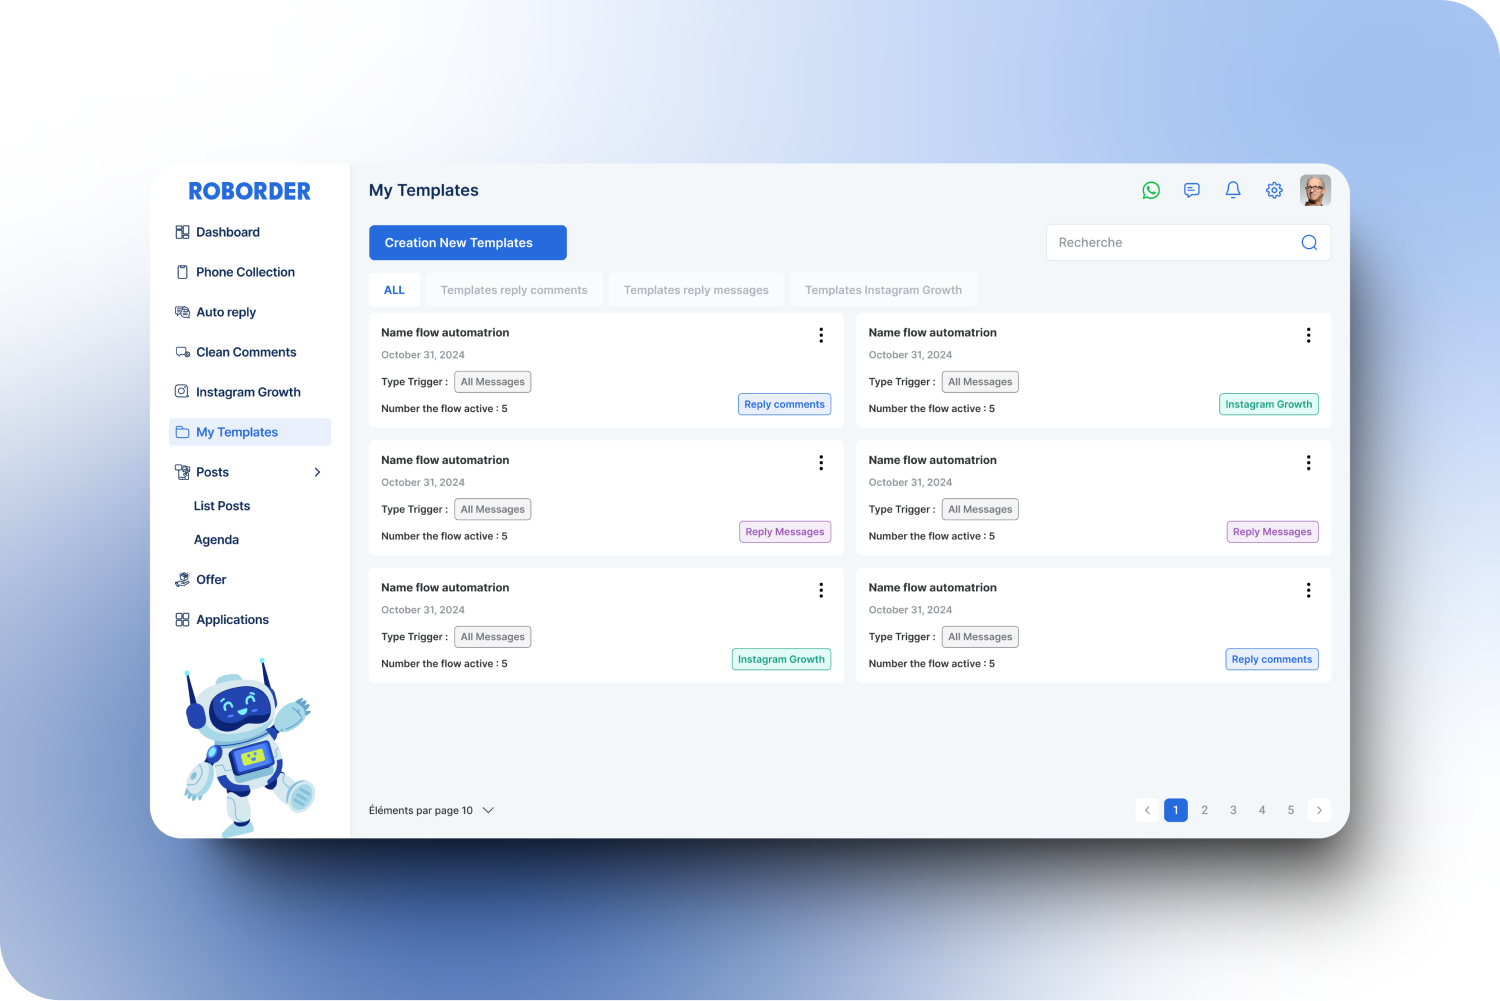 ROBORDER
Dashboard
Phone Collection
Auto reply
Clean Comments
Instagram Growth
My Templates
Posts
List Posts
Agenda
Offer
Applications
My Templates
Creation New Templates
Recherche
ALL
Templates reply comments
Templates reply messages
Templates Instagram Growth
Name flow automatrion
October 31, 2024
Type Trigger : All Messages
Number the flow active : 5
Reply comments
Name flow automatrion
October 31, 2024
Type Trigger : All Messages
Number the flow active : 5
Instagram Growth
Name flow automatrion
October 31, 2024
Type Trigger : All Messages
Number the flow active : 5
Reply Messages
Name flow automatrion
October 31, 2024
Type Trigger : All Messages
Number the flow active : 5
Reply Messages
Name flow automatrion
October 31, 2024
Type Trigger : All Messages
Number the flow active : 5
Instagram Growth
Name flow automatrion
October 31, 2024
Type Trigger : All Messages
Number the flow active : 5
Reply comments
Éléments par page 10
1 2 3 4 5